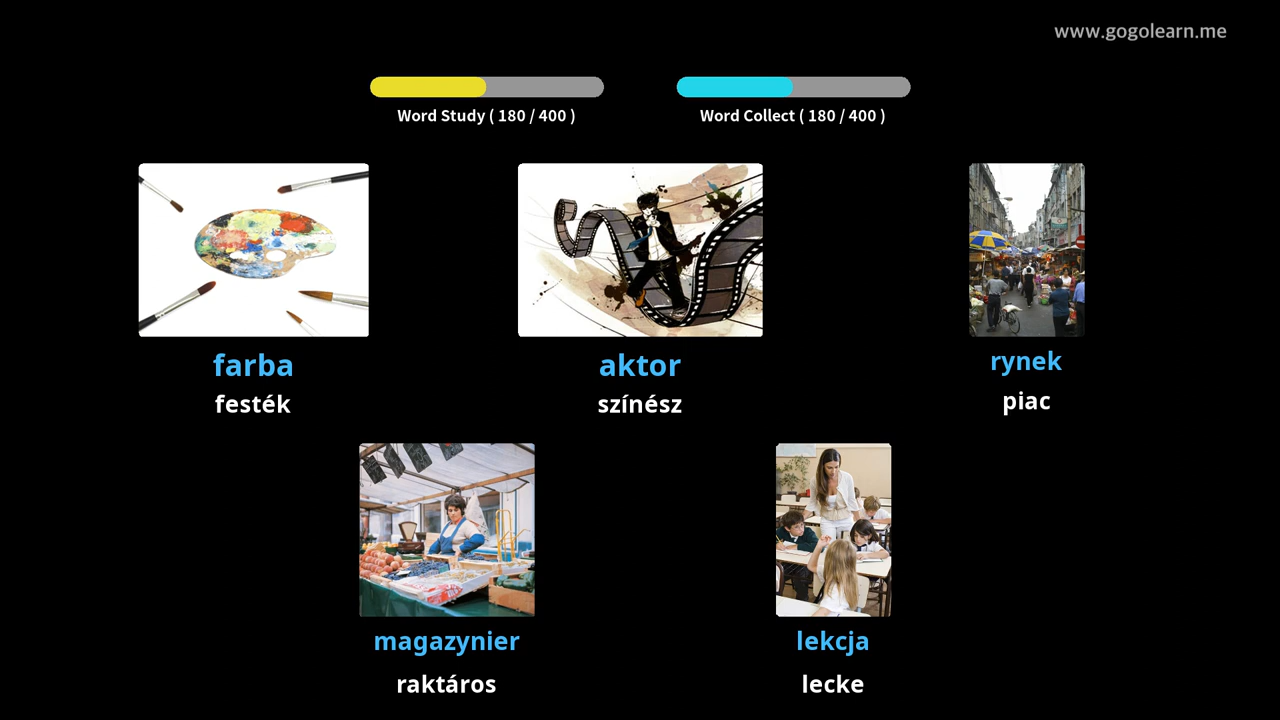 www.gogolearn.me
Word Study ( 180 / 400 )
Word Collect ( 180 / 400 )
farba
festék
aktor
színész
rynek
piac
magazynier
raktáros
lekcja
lecke